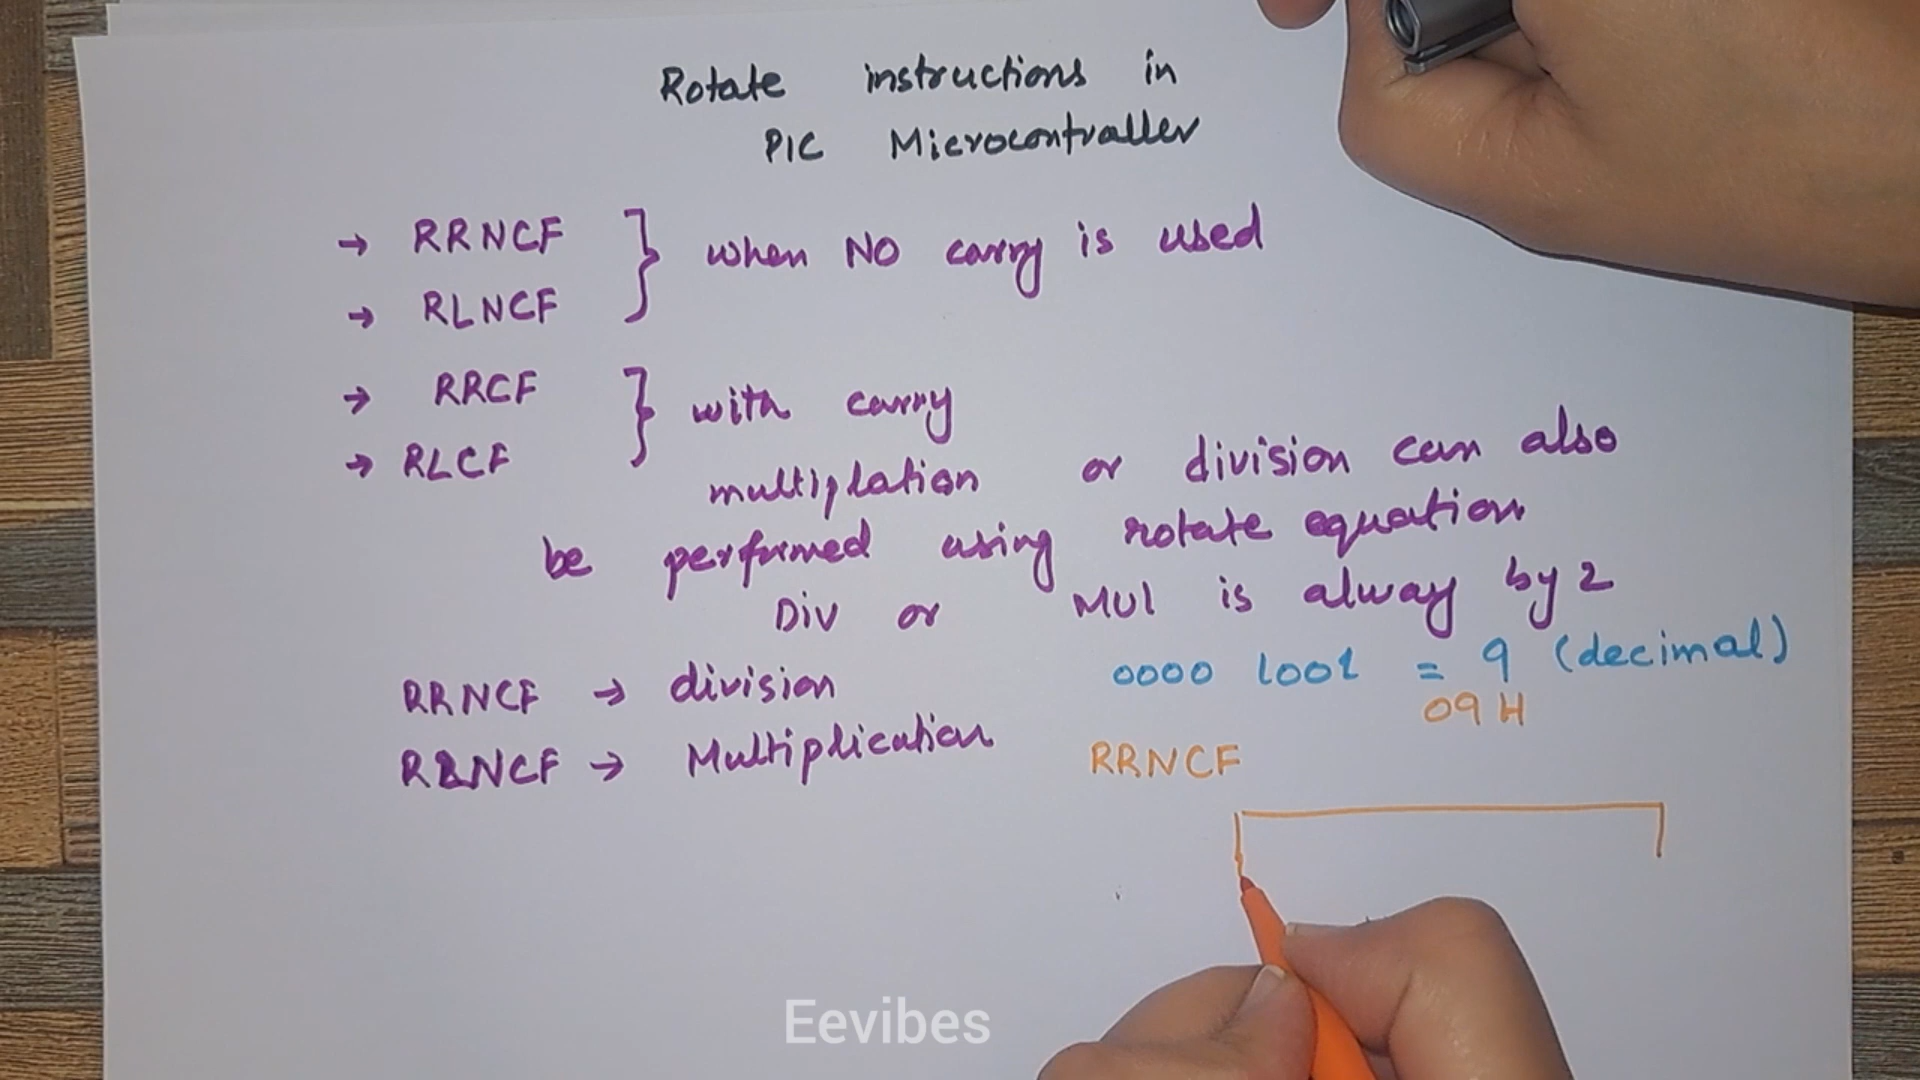 Rotate instructions in
PIC Microcontroller
→ RRNCF } when NO carry is used
→ RLNCF
→ RRCF } with carry
→ RLCF
multiplation or division can also
be performed using rotate equation
Div or Mul is alway by 2
0000 1001 = 9 (decimal)
09 H
RRNCF → division
RLNCF → Multiplication
RRNCF
Eevibes